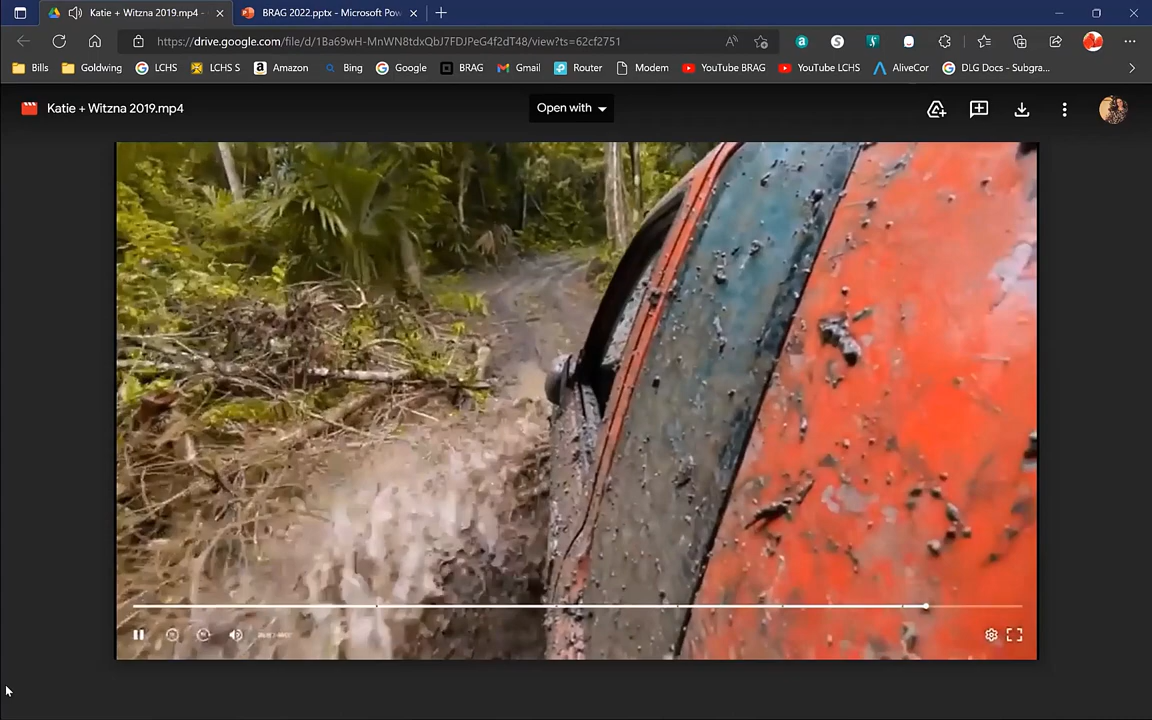 Katie + Witzna 2019.mp4 -
BRAG 2022.pptx - Microsoft Pow
https://drive.google.com/file/d/1Ba69wH-MnWN8tdxQbJ7FDJPeG4f2dT48/view?ts=62cf2751
Bills Goldwing LCHS LCHS S Amazon Bing Google BRAG Gmail Router Modem YouTube BRAG YouTube LCHS AliveCor DLG Docs - Subgra...
Katie + Witzna 2019.mp4
Open with